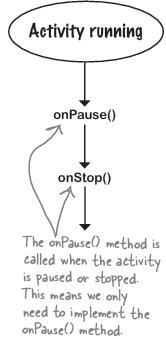 Activity running
onPause()
onStop()
The onPause() method is
called when the activity
is paused or stopped.
This means we only
need to implement the
onPause() method.